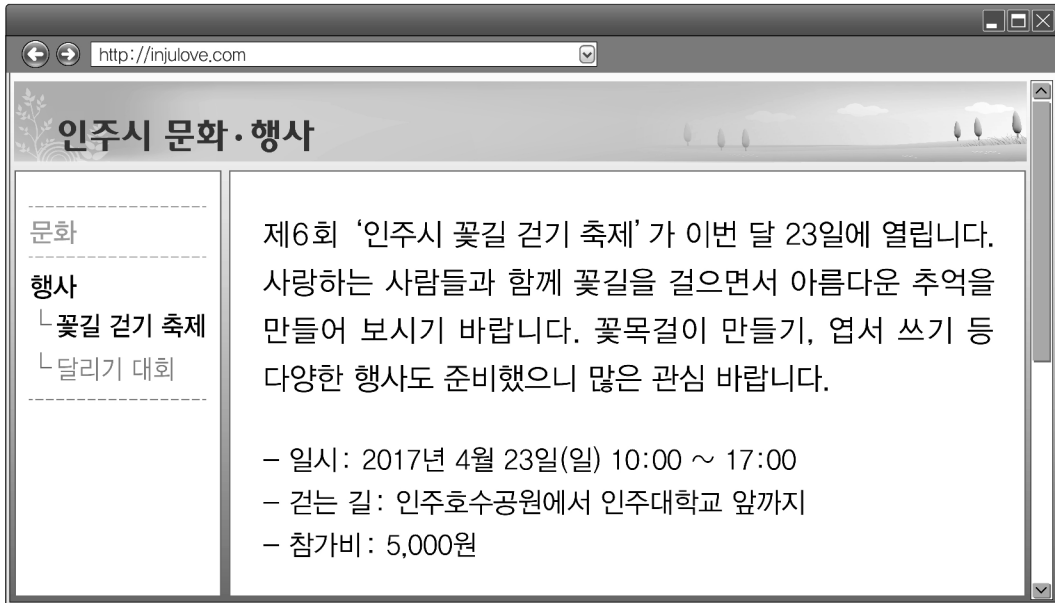 http://injulove.com
인주시 문화·행사
문화
행사
꽃길 걷기 축제
달리기 대회
제6회 ‘인주시 꽃길 걷기 축제’가 이번 달 23일에 열립니다.
사랑하는 사람들과 함께 꽃길을 걸으면서 아름다운 추억을
만들어 보시기 바랍니다. 꽃목걸이 만들기, 엽서 쓰기 등
다양한 행사도 준비했으니 많은 관심 바랍니다.
– 일시: 2017년 4월 23일(일) 10:00 ～ 17:00
– 걷는 길: 인주호수공원에서 인주대학교 앞까지
– 참가비: 5,000원